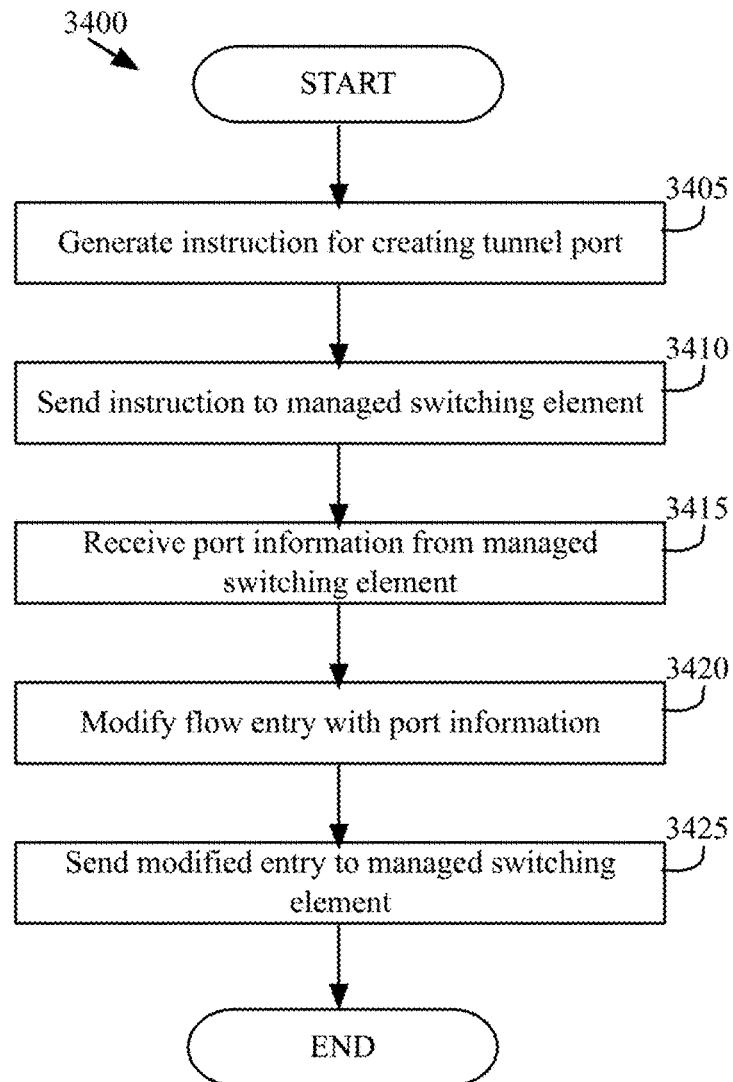 3400
START
3405
Generate instruction for creating tunnel port
3410
Send instruction to managed switching element
3415
Receive port information from managed
switching element
3420
Modify flow entry with port information
3425
Send modified entry to managed switching
element
END